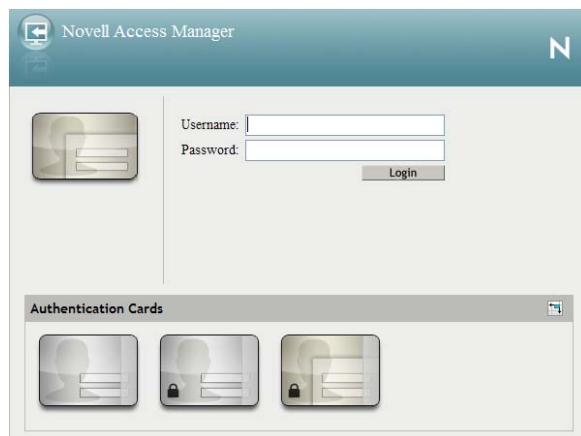 Novell Access Manager
N
Username:
Password:
Login
Authentication Cards